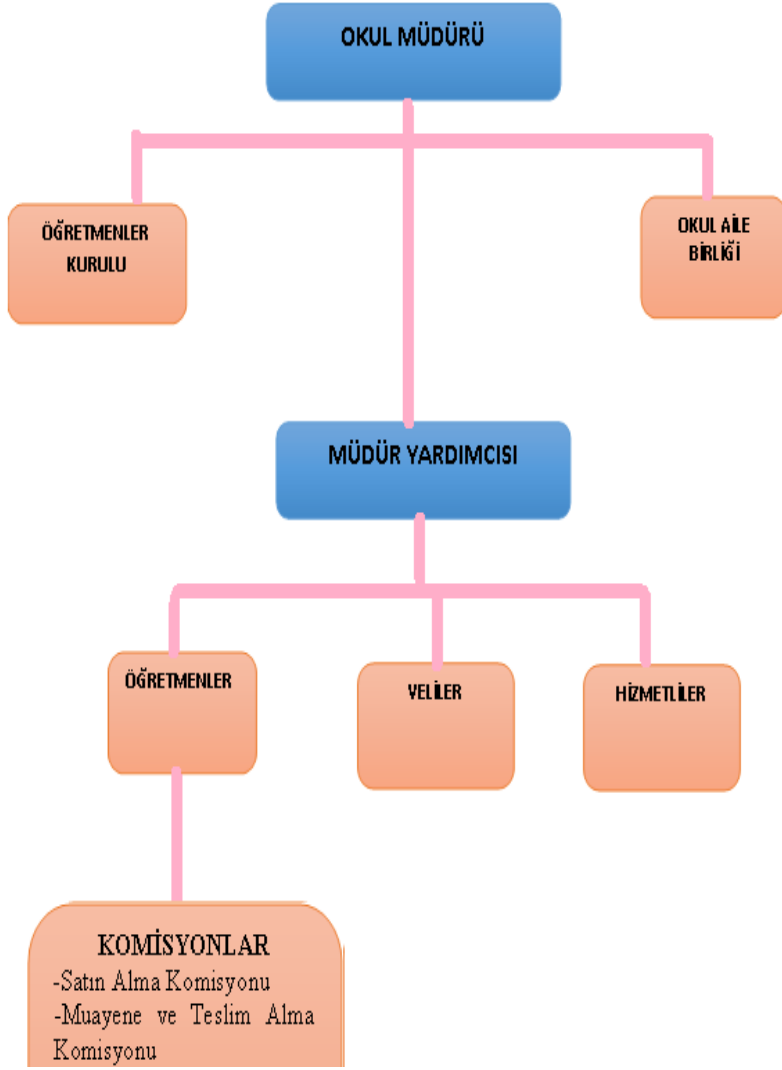 OKUL MÜDÜRÜ
ÖĞRETMENLER
KURULU
OKUL AİLE
BİRLİĞİ
MÜDÜR YARDIMCISI
ÖĞRETMENLER
VELİLER
HİZMETLİLER
KOMİSYONLAR
-Satın Alma Komisyonu
-Muayene ve Teslim Alma
Komisyonu